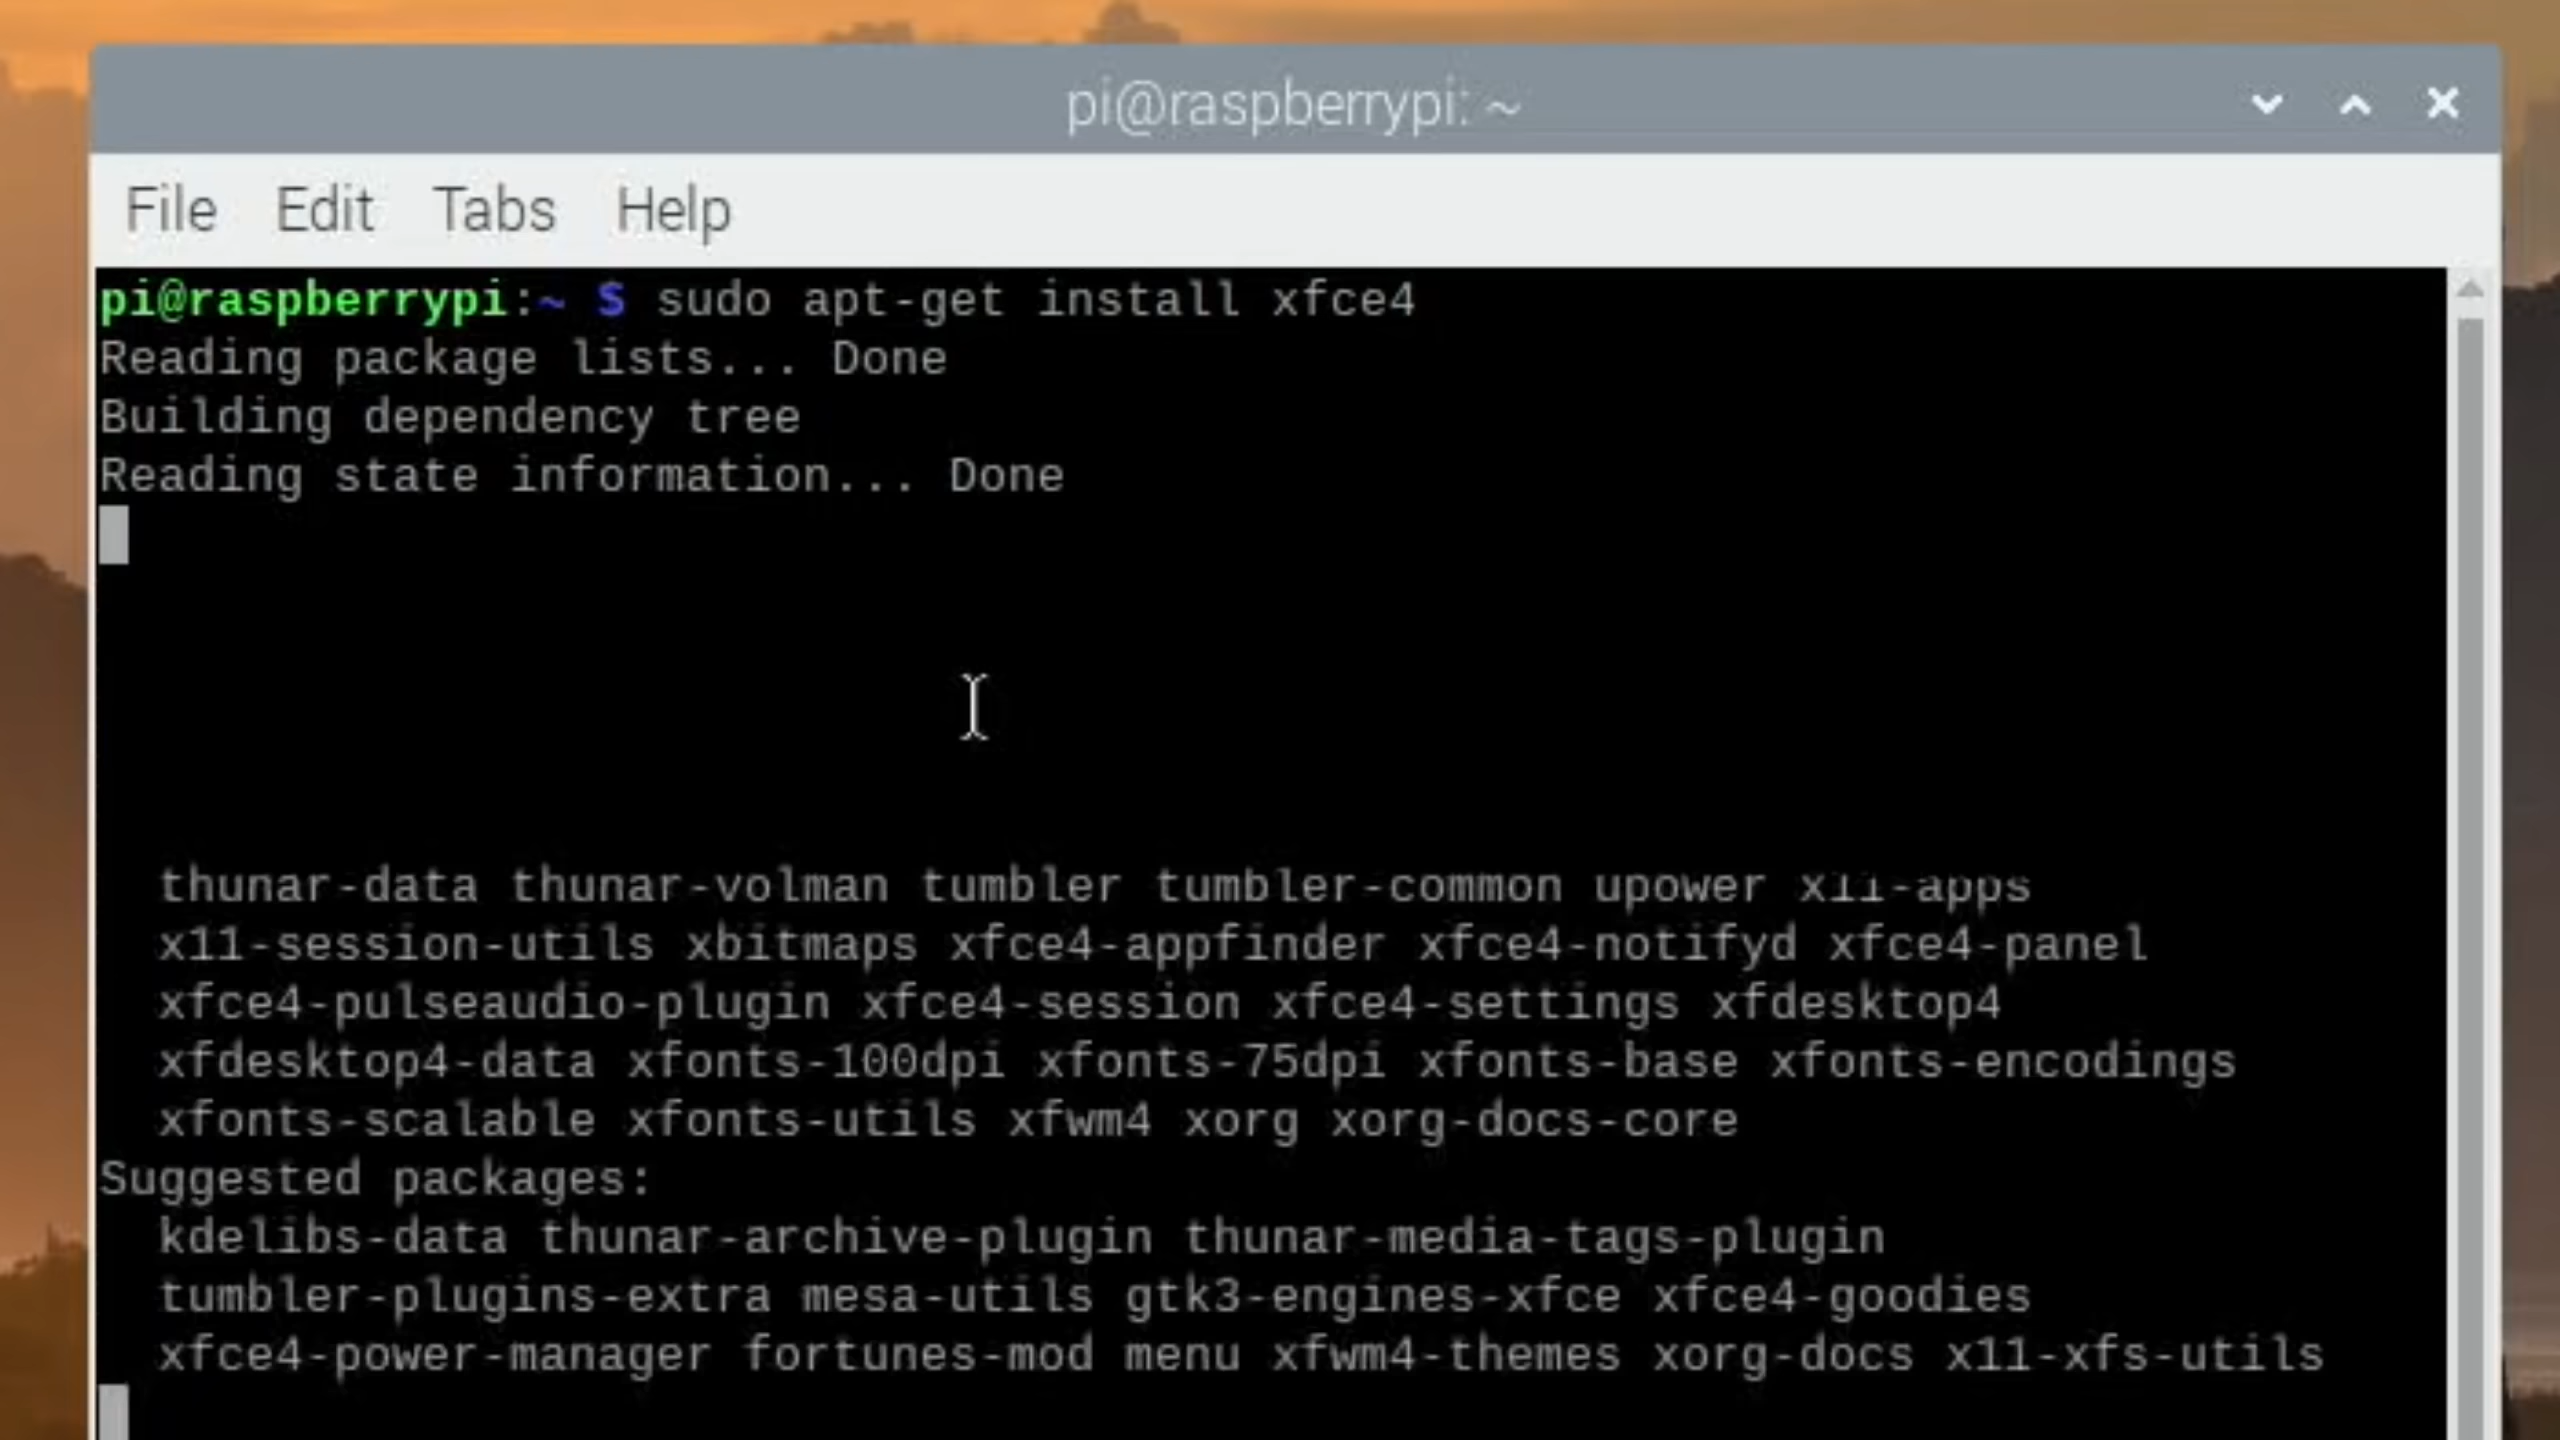 pi@raspberrypi: ~
File Edit Tabs Help
pi@raspberrypi:~ $ sudo apt-get install xfce4
Reading package lists... Done
Building dependency tree
Reading state information... Done
thunar-data thunar-volman tumbler tumbler-common upower x11-apps
x11-session-utils xbitmaps xfce4-appfinder xfce4-notifyd xfce4-panel
xfce4-pulseaudio-plugin xfce4-session xfce4-settings xfdesktop4
xfdesktop4-data xfonts-100dpi xfonts-75dpi xfonts-base xfonts-encodings
xfonts-scalable xfonts-utils xfwm4 xorg xorg-docs-core
Suggested packages:
kdelibs-data thunar-archive-plugin thunar-media-tags-plugin
tumbler-plugins-extra mesa-utils gtk3-engines-xfce xfce4-goodies
xfce4-power-manager fortunes-mod menu xfwm4-themes xorg-docs x11-xfs-utils